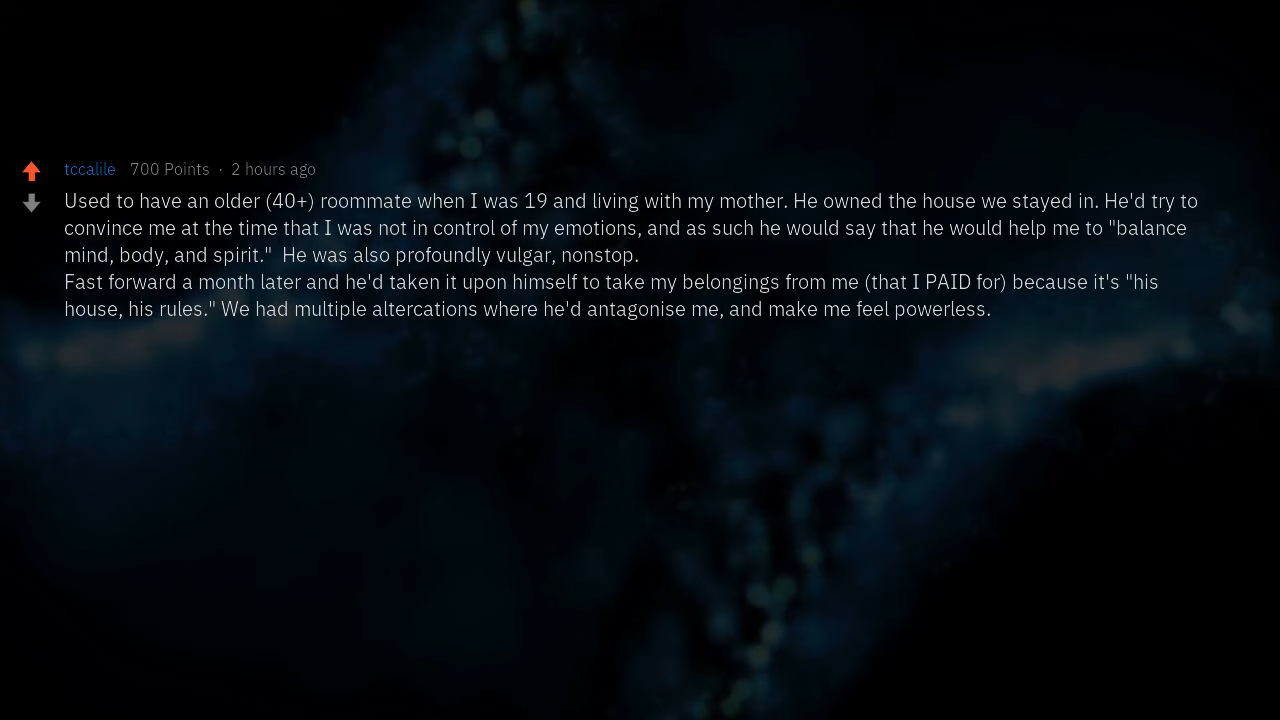 tccalile 700 Points · 2 hours ago
Used to have an older (40+) roommate when I was 19 and living with my mother. He owned the house we stayed in. He'd try to
convince me at the time that I was not in control of my emotions, and as such he would say that he would help me to "balance
mind, body, and spirit."  He was also profoundly vulgar, nonstop.
Fast forward a month later and he'd taken it upon himself to take my belongings from me (that I PAID for) because it's "his
house, his rules." We had multiple altercations where he'd antagonise me, and make me feel powerless.